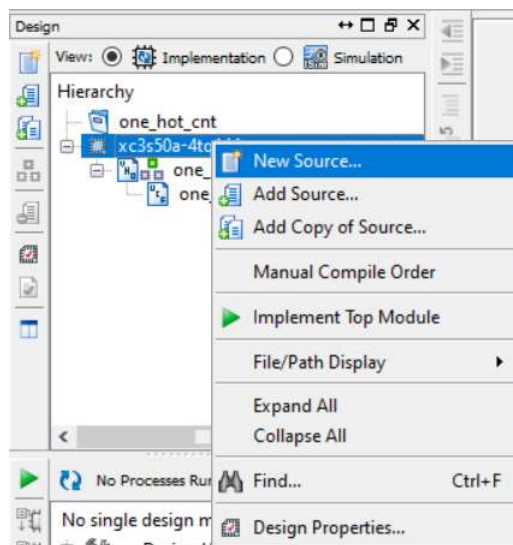 Design
View: Implementation Simulation
Hierarchy
one_hot_cnt
xc3s50a-4tq
New Source...
one_
Add Source...
one_
Add Copy of Source...
Manual Compile Order
Implement Top Module
File/Path Display
Expand All
Collapse All
No Processes Ru
Find... Ctrl+F
No single design m
Design Properties...